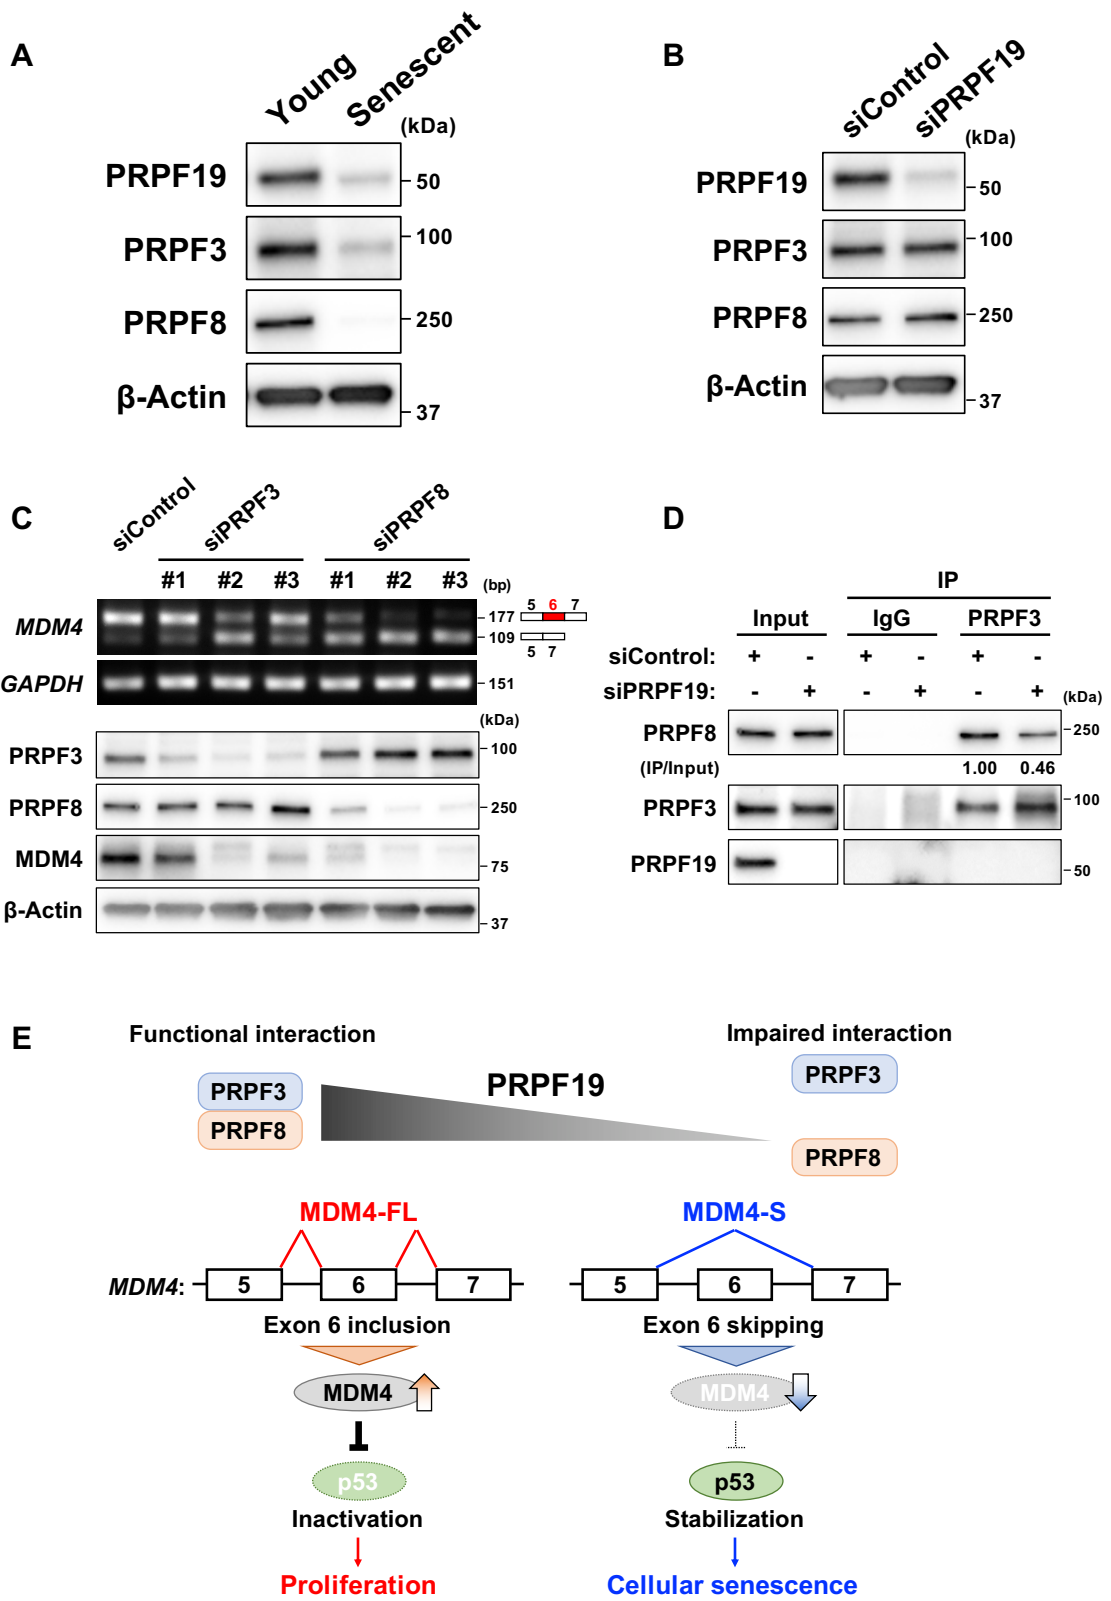 A
Young
Senescent
(kDa)
PRPF19
50
PRPF3
100
PRPF8
250
β-Actin
37
B
siControl
siPRPF19
(kDa)
PRPF19
50
PRPF3
100
PRPF8
250
β-Actin
37
C
siControl
siPRPF3
siPRPF8
#1 #2 #3 #1 #2 #3
(bp)
MDM4
177
5 6 7
109
5 7
GAPDH
151
(kDa)
PRPF3
100
PRPF8
250
MDM4
75
β-Actin
37
D
IP
Input IgG PRPF3
siControl: + - + - + -
siPRPF19: - + - + - +
(kDa)
PRPF8
250
(IP/Input) 1.00 0.46
PRPF3
100
PRPF19
50
E
Functional interaction
Impaired interaction
PRPF3
PRPF8
PRPF19
PRPF3
PRPF8
MDM4-FL
MDM4-S
MDM4: 5 6 7
5 6 7
Exon 6 inclusion
Exon 6 skipping
MDM4
MDM4
p53
p53
Inactivation
Stabilization
Proliferation
Cellular senescence